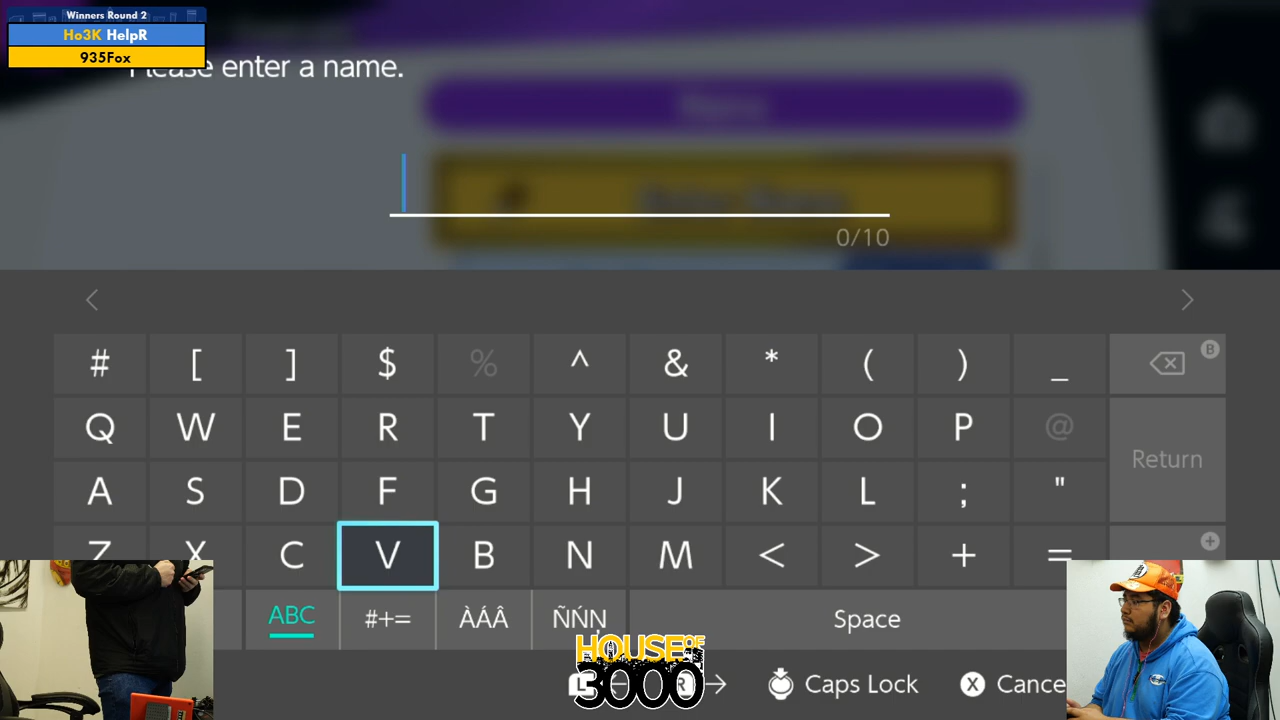 Winners Round 2
Ho3K HelpR
935Fox
Please enter a name.
0/10
# [ ] $ % ^ & * ( ) _ B
Q W E R T Y U I O P @ Return
A S D F G H J K L ; "
Z X C V B N M < > + =
ABC #+= ÀÁÂ ÑŃṆ Space
HOUSE OF 3000
Caps Lock X Cance